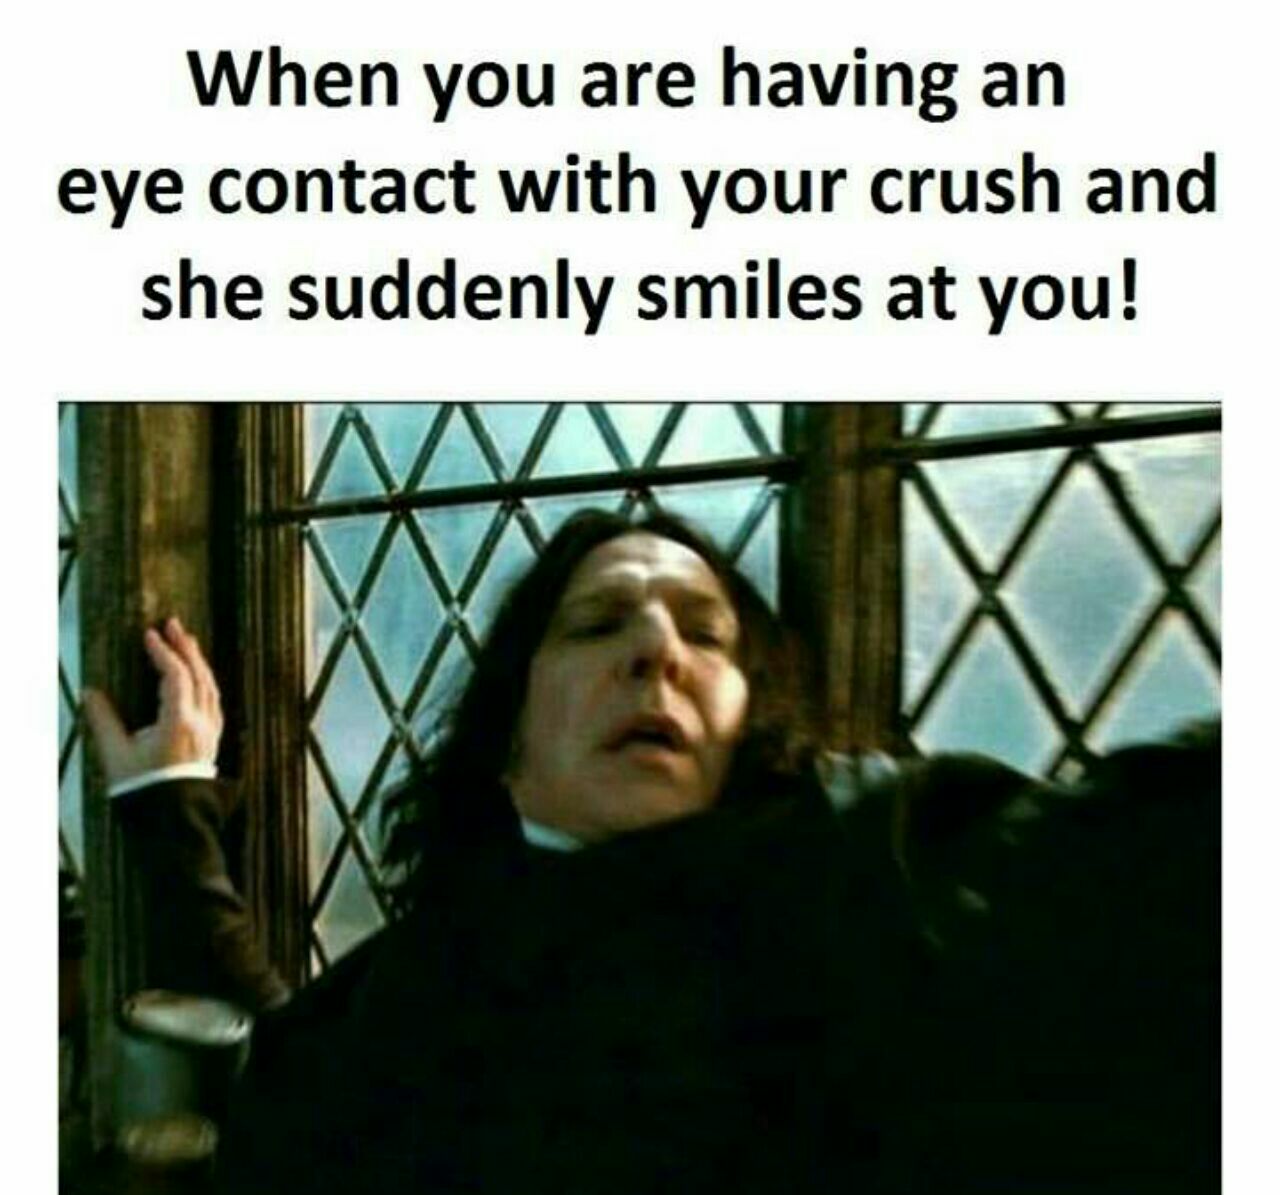 When you are having an
eye contact with your crush and
she suddenly smiles at you!